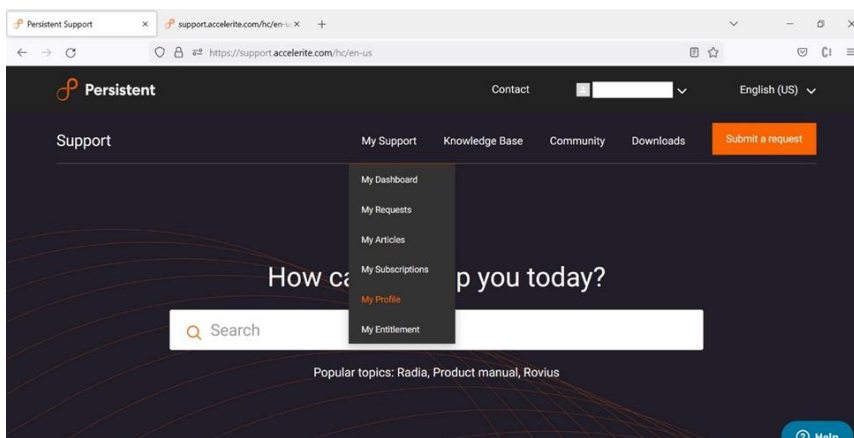 Persistent Support
support.accelerite.com/hc/en-u
https://support.accelerite.com/hc/en-us
Persistent
Contact
English (US)
Support
My Support
Knowledge Base
Community
Downloads
Submit a request
My Dashboard
My Requests
My Articles
My Subscriptions
My Profile
My Entitlement
How ca p you today?
Search
Popular topics: Radia, Product manual, Rovius
Help